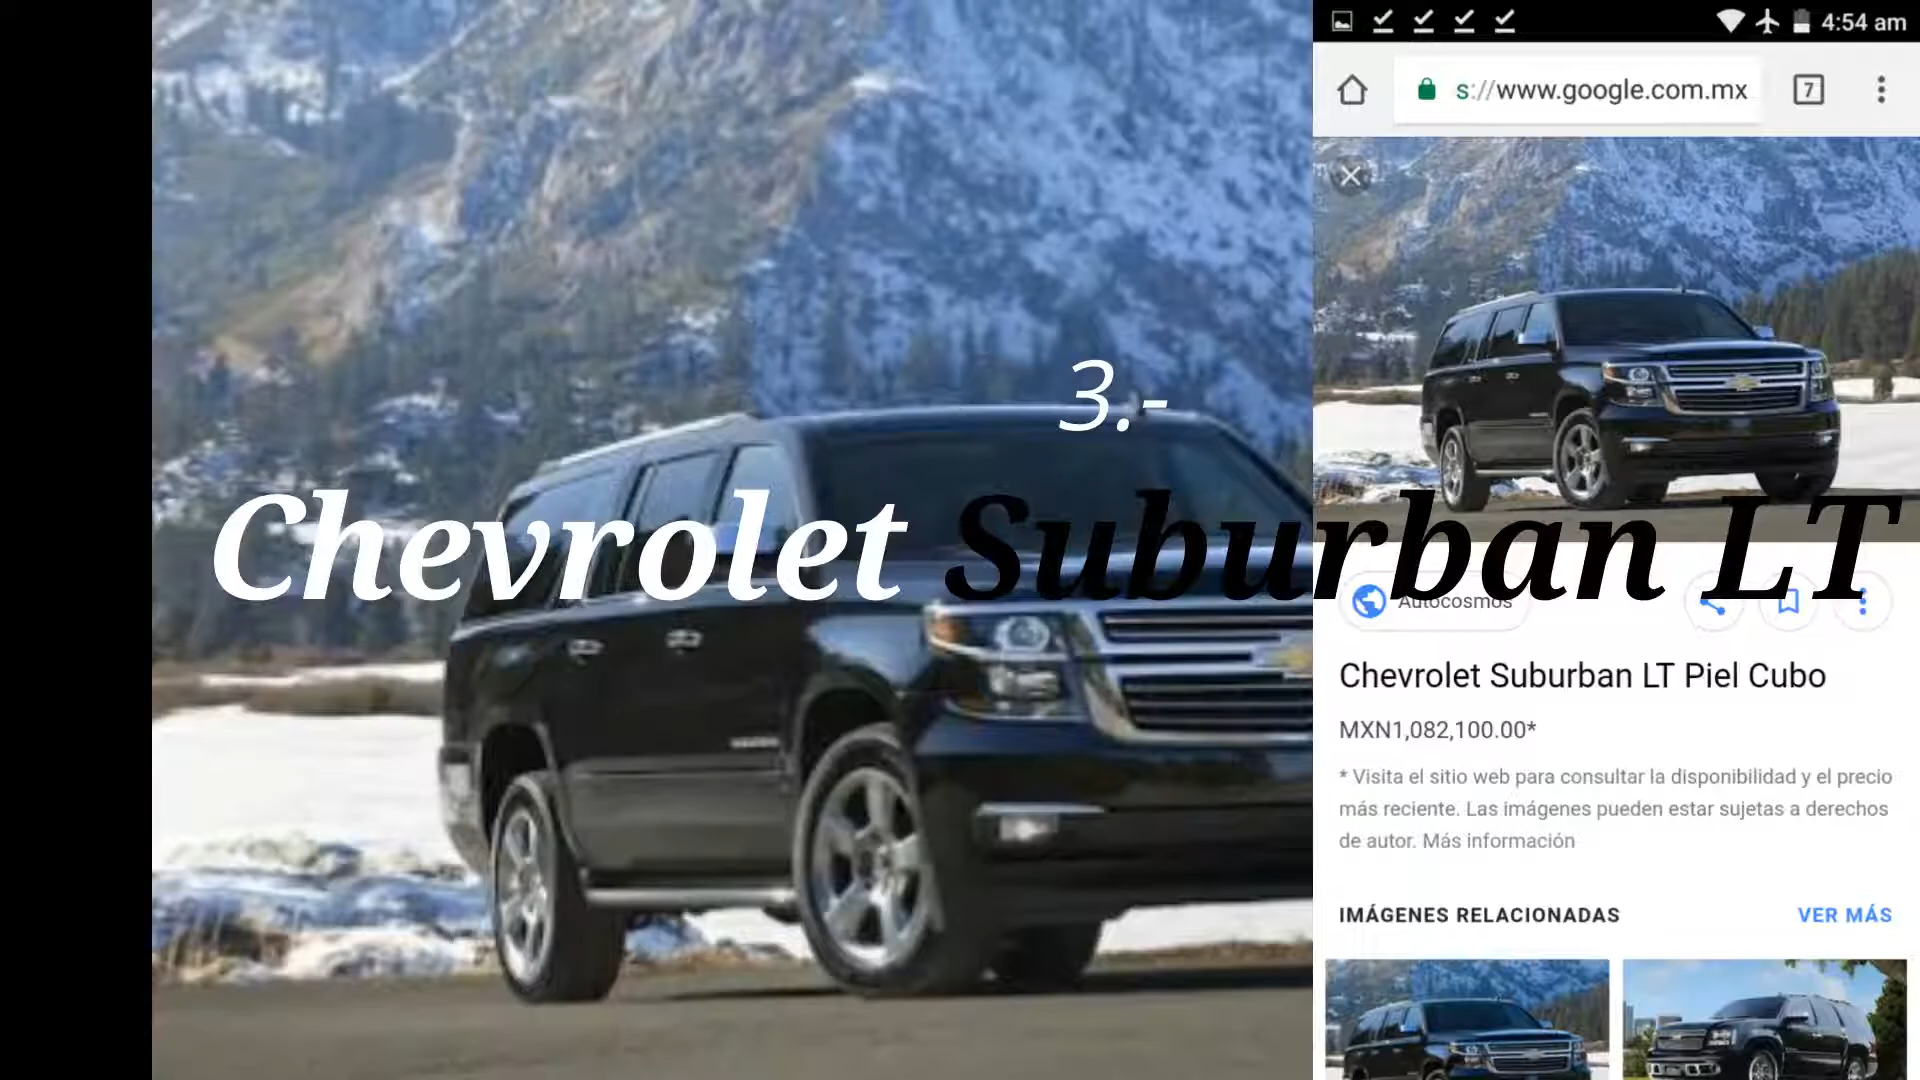 3.-
Chevrolet Suburban LT
4:54 am
s://www.google.com.mx
7
Autocosmos
Chevrolet Suburban LT Piel Cubo
MXN1,082,100.00*
* Visita el sitio web para consultar la disponibilidad y el precio
más reciente. Las imágenes pueden estar sujetas a derechos
de autor. Más información
IMÁGENES RELACIONADAS
VER MÁS